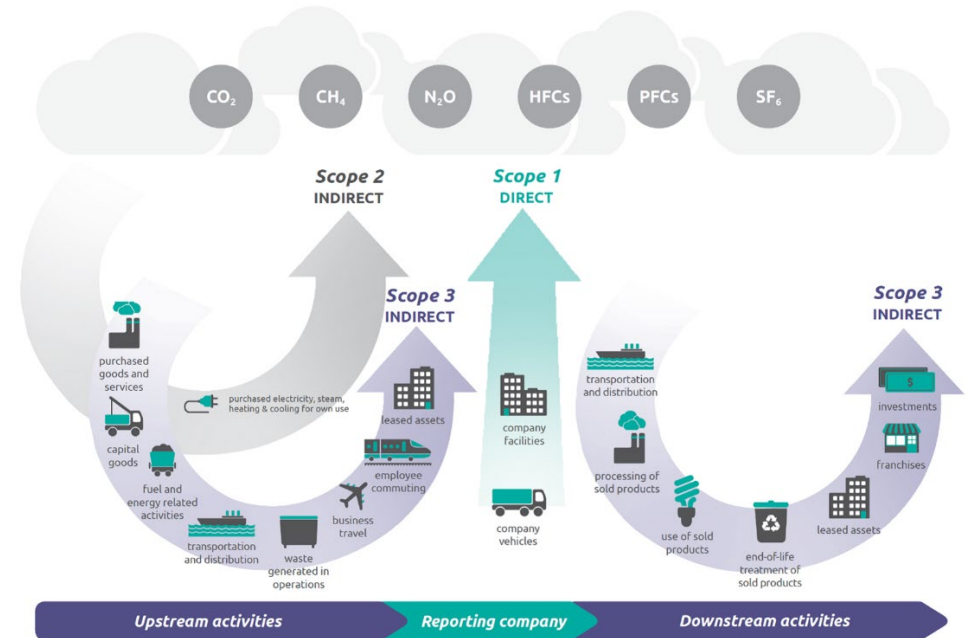 CO₂
CH₄
N₂O
HFCs
PFCs
SF₆
Scope 2
INDIRECT
Scope 1
DIRECT
Scope 3
INDIRECT
Scope 3
INDIRECT
purchased
goods and
services
capital
goods
fuel and
energy related
activities
transportation
and distribution
waste
generated in
operations
business
travel
employee
commuting
leased assets
purchased electricity, steam,
heating & cooling for own use
company
facilities
company
vehicles
transportation
and distribution
processing of
sold products
use of sold
products
end-of-life
treatment of
sold products
leased assets
franchises
$
investments
Upstream activities
Reporting company
Downstream activities